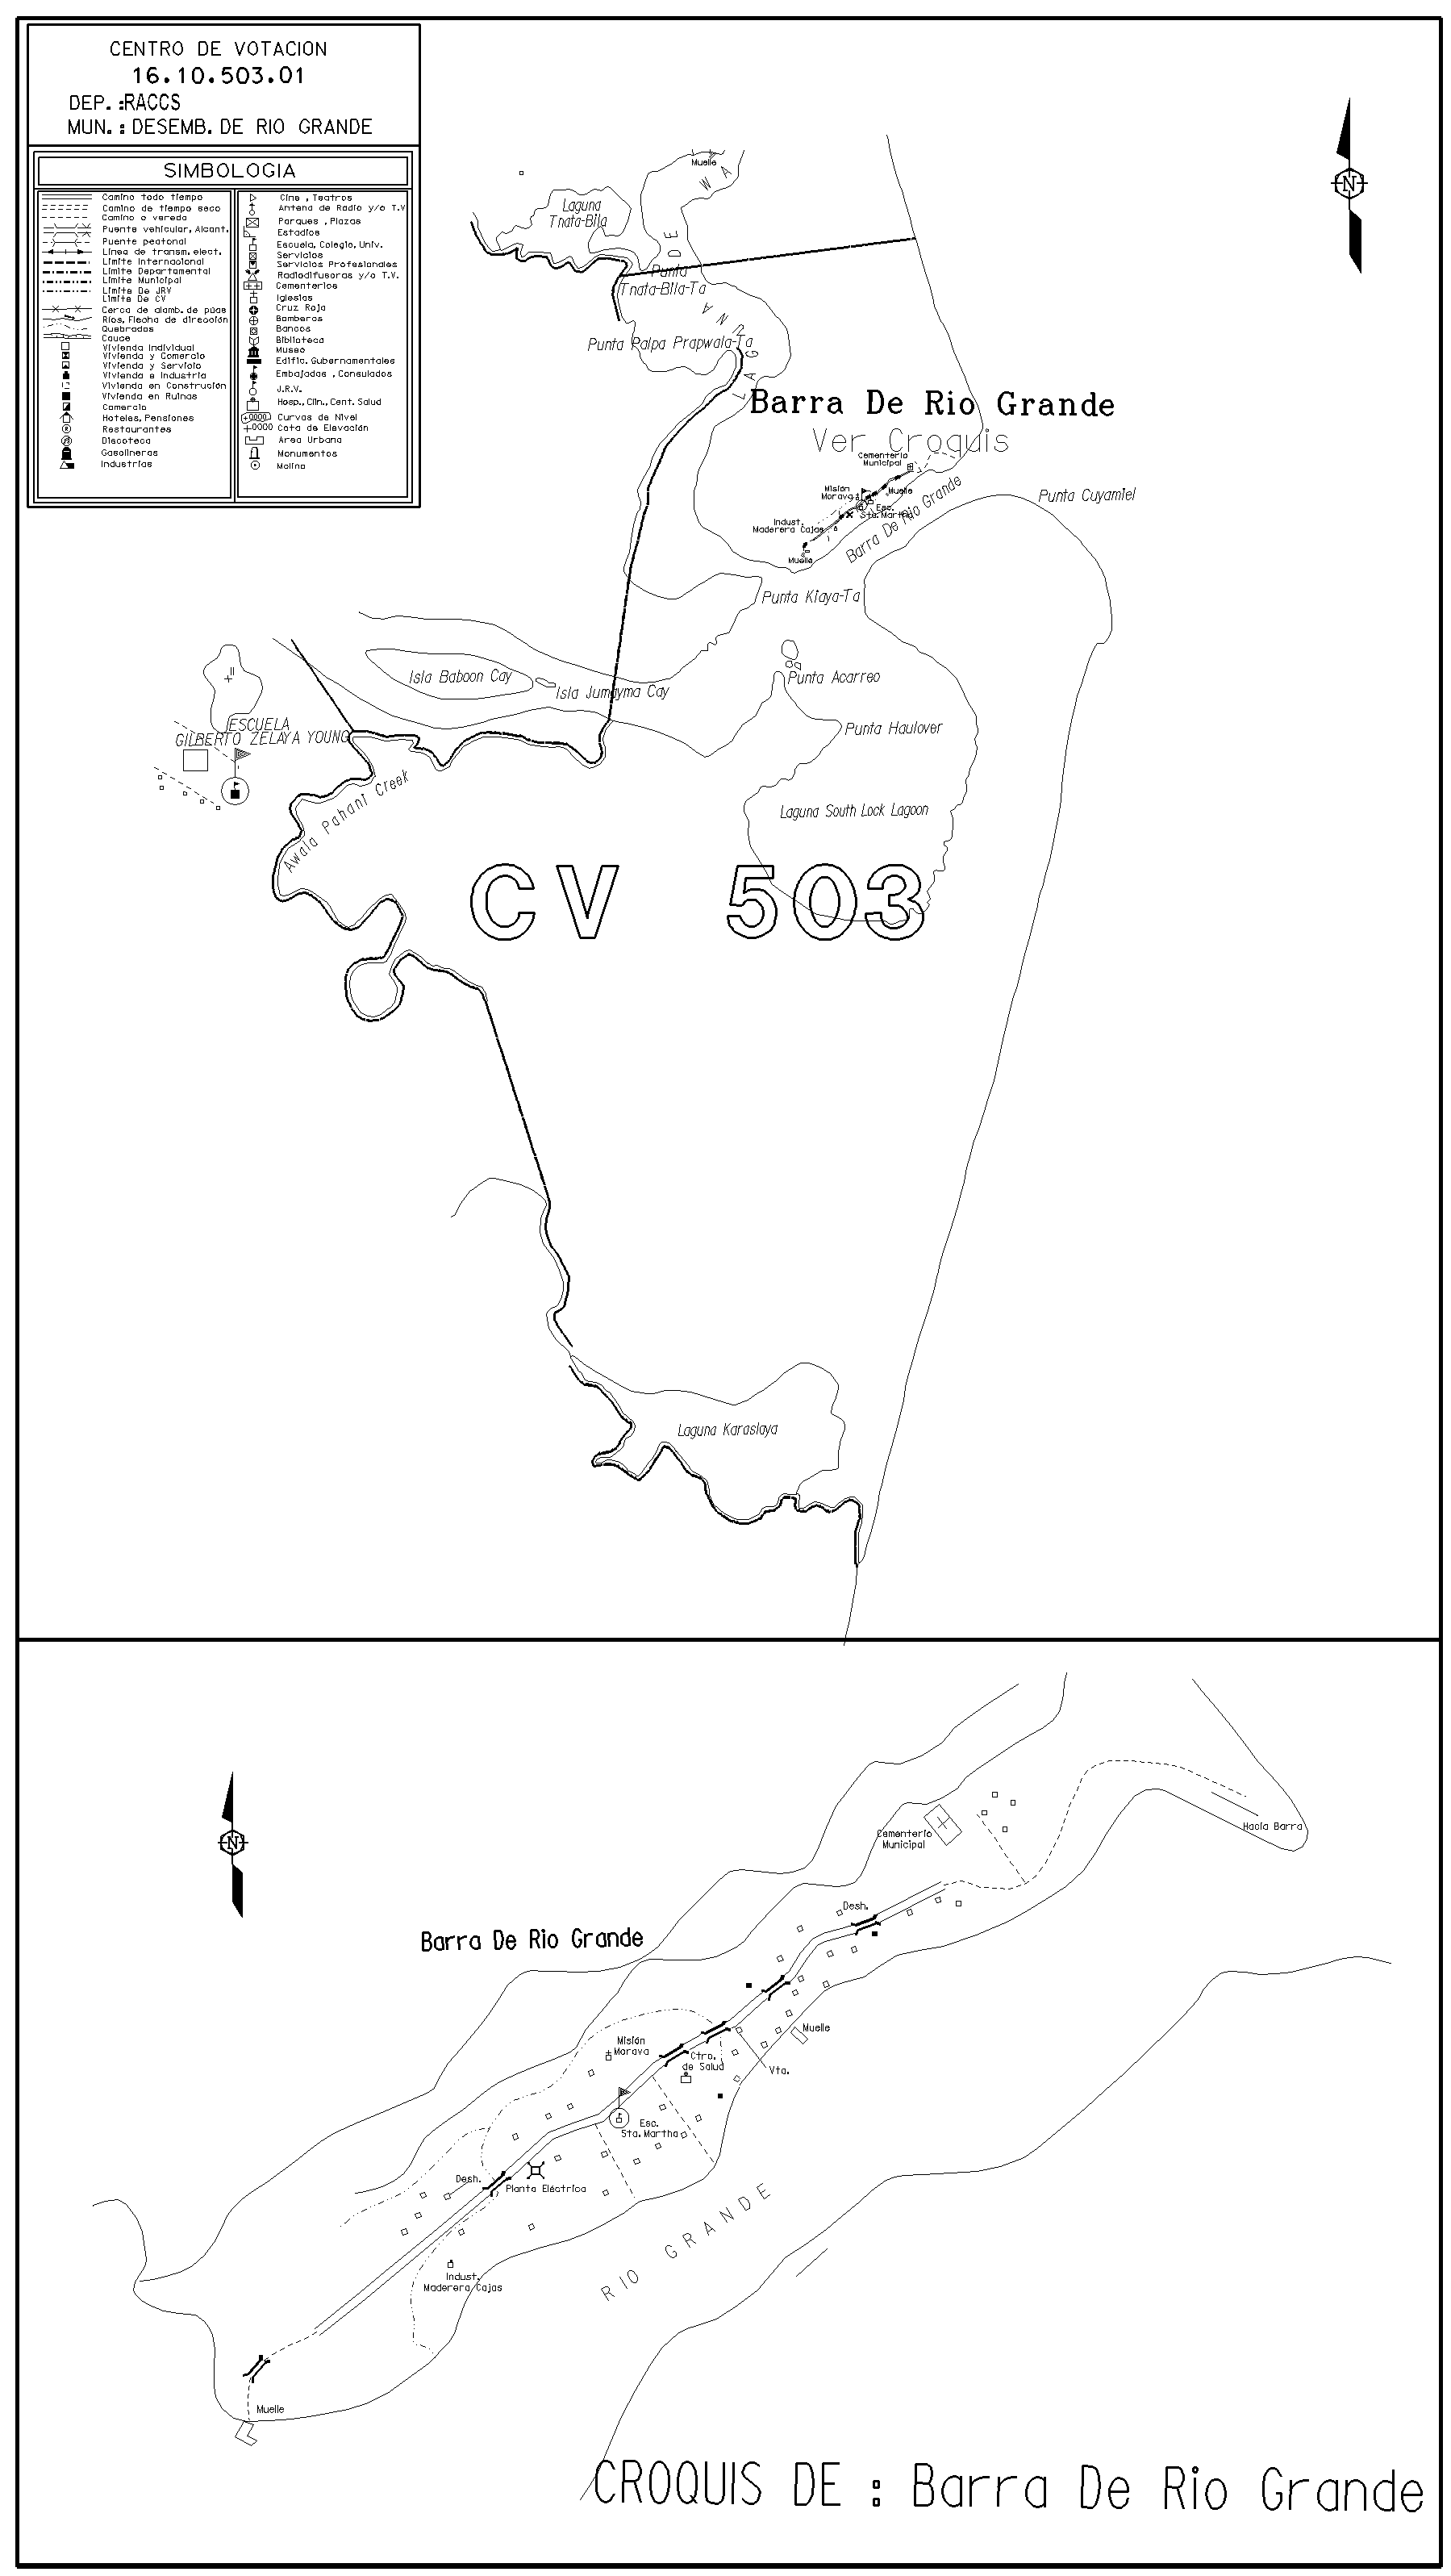 CENTRO DE VOTACION
16.10.503.01
DEP. :RACCS
MUN. : DESEMB. DE RIO GRANDE
SIMBOLOGIA
Camino todo tiempo
Camino de tiempo seco
Camino o vereda
Puente vehicular, Alcant.
Puente peatonal
Linea de transm. elect.
Límite Internacional
Límite Departamental
Límite Municipal
Límite De JRV
Límite De CV
Cerca de alamb. de púas
Ríos, Flecha de dirección
Quebradas
Cauce
Vivienda Individual
Vivienda y Comercio
Vivienda y Servicio
Vivienda e Industria
Vivienda en Construción
Vivienda en Ruinas
Comercio
Hoteles, Pensiones
Restaurantes
Discoteca
Gasolineras
Industrias
Cine , Teatros
Antena de Radio y/o T.V
Parques , Plazas
Estadios
Escuela, Colegio, Univ.
Servicios
Servicios Profesionales
Radiodifusoras y/o T.V.
Cementerios
Iglesias
Cruz Roja
Bomberos
Bancos
Biblioteca
Museo
Edific. Gubernamentales
Embajadas , Consulados
J.R.V.
Hosp., Clin., Cent. Salud
Curvas de Nivel
Cota de Elevación
Area Urbana
Monumentos
Molino
N
Muelle
LAGUNA DE WA
Laguna
Tnata-Bila
Punta
Tnata-Bila-Ta
Punta Palpa Prapwala-Ta
Barra De Rio Grande
Ver Croquis
Cementerio
Municipal
Misión
Morava
Muelle
Esc.
Sta. Martha
Indust.
Maderera Cajas
Muelle
Barra De Rio Grande
Punta Cuyamiel
Punta Kiaya-Ta
Isla Baboon Cay
Isla Jumayma Cay
Punta Acarreo
Punta Haulover
ESCUELA
GILBERTO ZELAYA YOUNG
Awala Pahani Creek
Laguna South Lock Lagoon
CV 503
Laguna Karaslaya
N
Hacia Barra
Cementerio
Municipal
Desh.
Barra De Rio Grande
Muelle
Misión
Morava
Ctro.
de Salud
Vta.
Esc.
Sta. Martha
Desh.
Planta Eléctrica
RIO GRANDE
Indust.
Maderera Cajas
Muelle
CROQUIS DE : Barra De Rio Grande